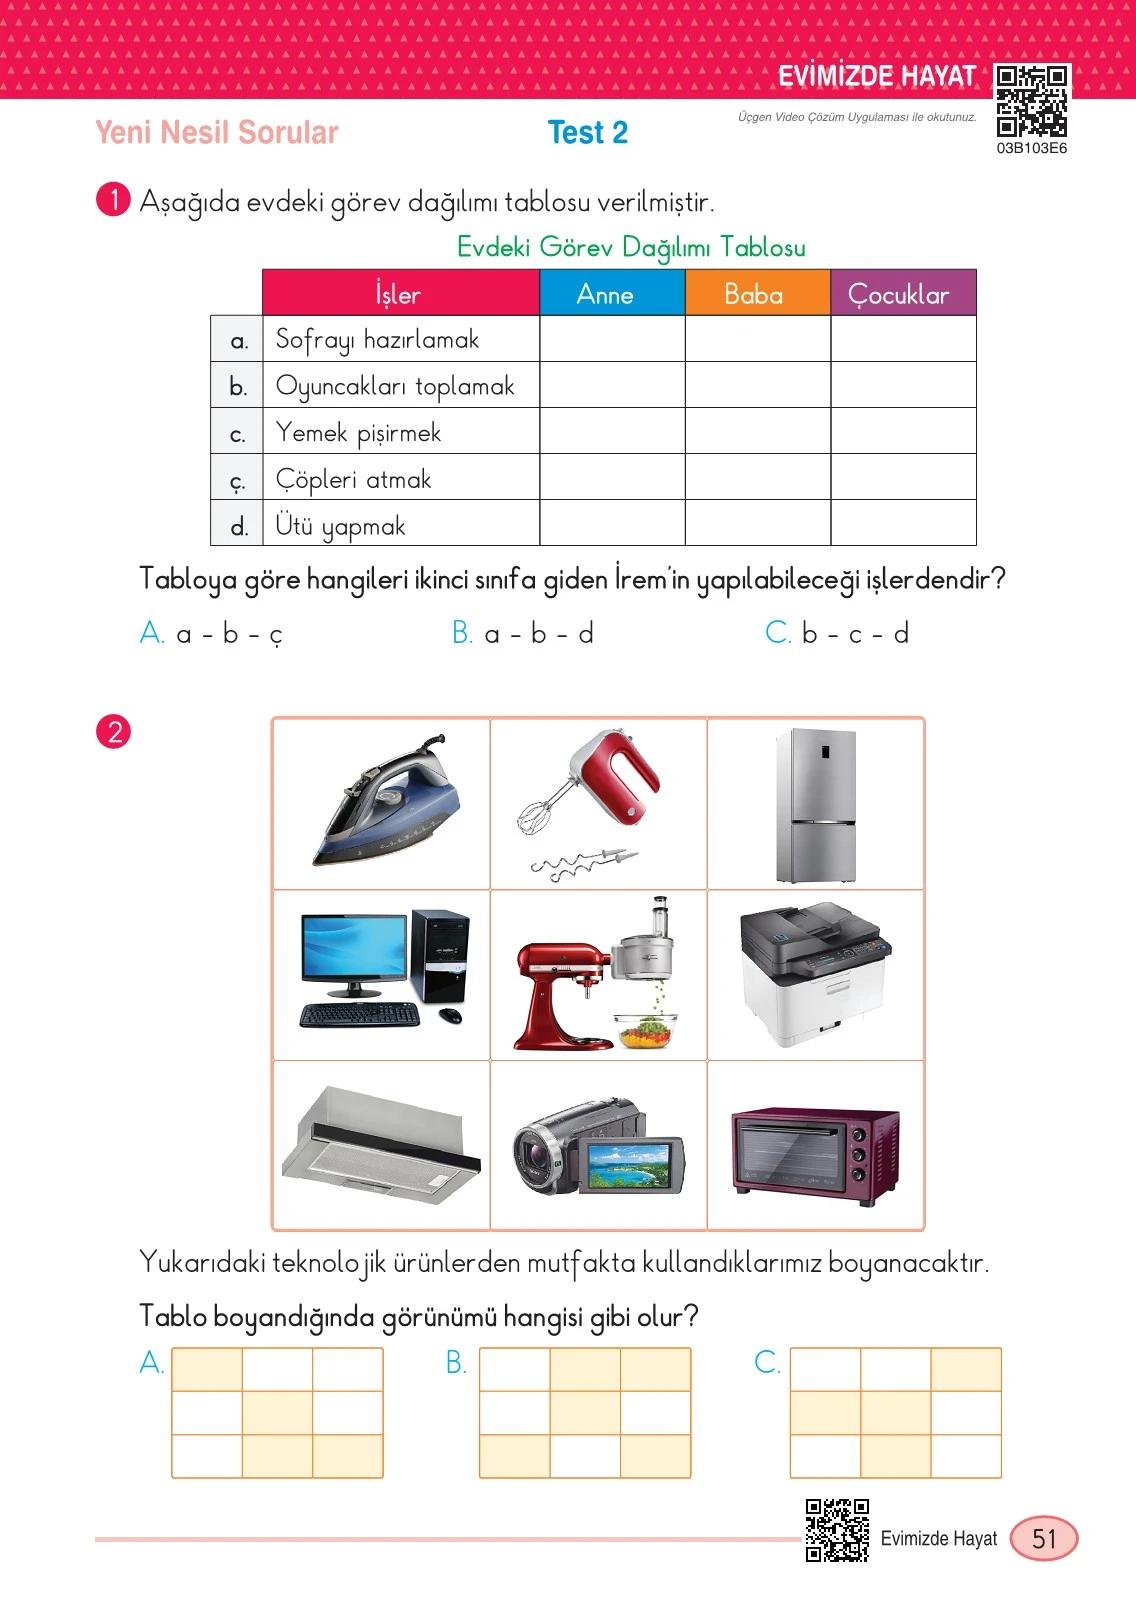 EVİMİZDE HAYAT
Üçgen Video Çözüm Uygulaması ile okutunuz.
03B103E6
Yeni Nesil Sorular
Test 2
1 Aşağıda evdeki görev dağılımı tablosu verilmiştir.
Evdeki Görev Dağılımı Tablosu
İşler Anne Baba Çocuklar
a. Sofrayı hazırlamak
b. Oyuncakları toplamak
c. Yemek pişirmek
ç. Çöpleri atmak
d. Ütü yapmak
Tabloya göre hangileri ikinci sınıfa giden İrem'in yapılabileceği işlerdendir?
A. a - b - ç B. a - b - d C. b - c - d
2
Yukarıdaki teknolojik ürünlerden mutfakta kullandıklarımız boyanacaktır.
Tablo boyandığında görünümü hangisi gibi olur?
A. B. C.
Evimizde Hayat 51